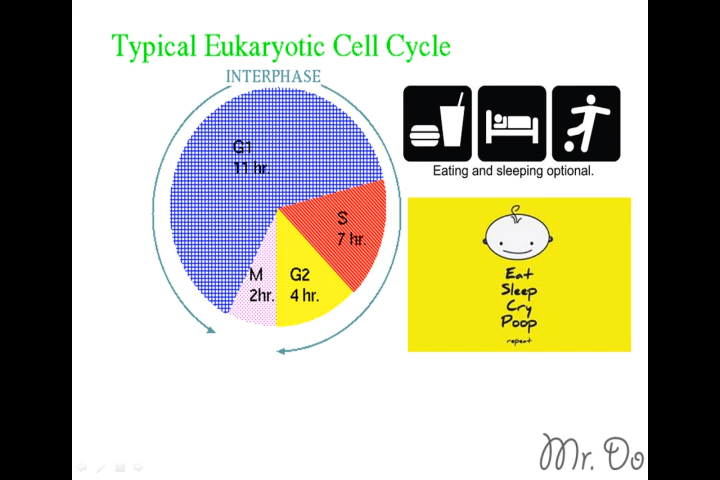 Typical Eukaryotic Cell Cycle
INTERPHASE
G1
11 hr.
S
7 hr.
M
2hr.
G2
4 hr.
Eating and sleeping optional.
Eat
Sleep
Cry
Poop
repeat
Mr. Do